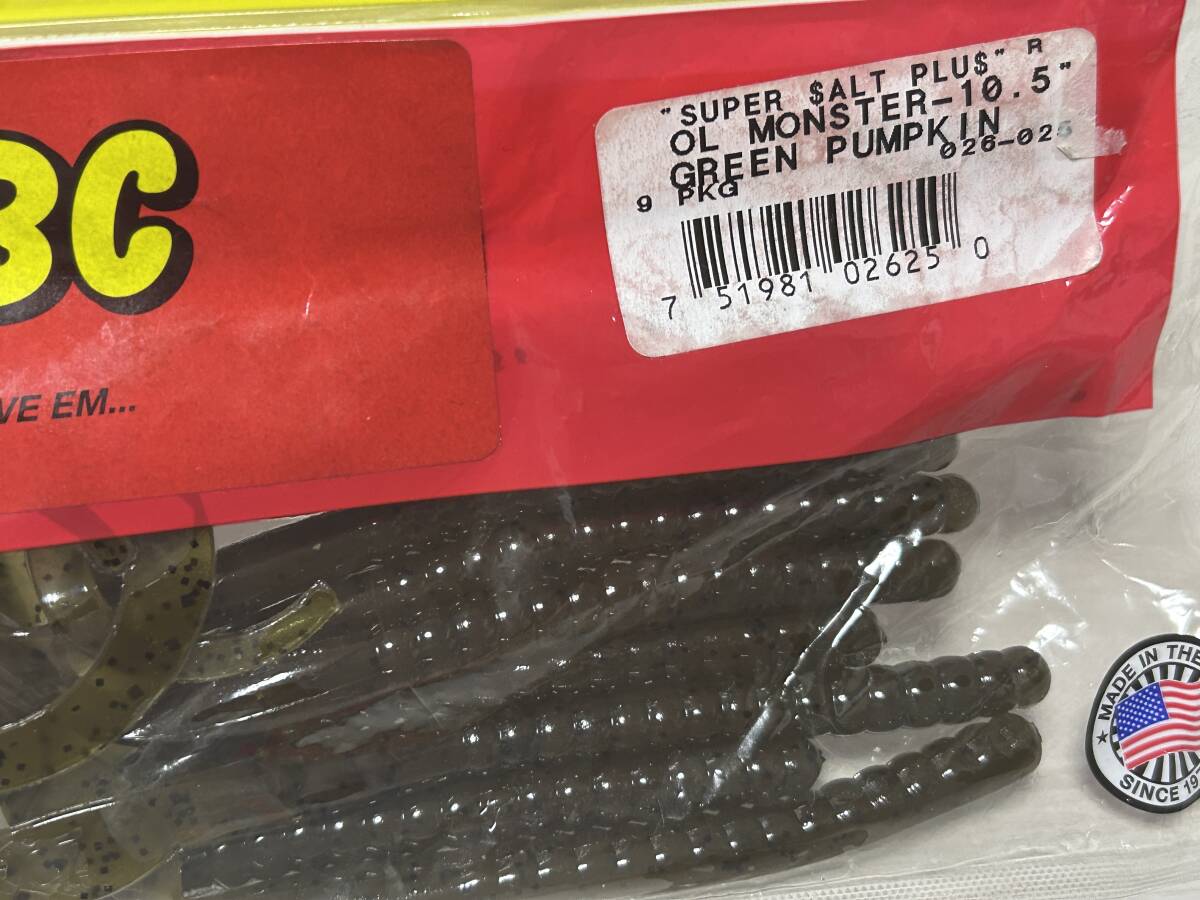 BC
VE EM...
"SUPER $ALT PLU$" R
OL MONSTER-10.5"
GREEN PUMPKIN
026-025
9 PKG
7 51981 02625 0
★ MADE IN THE
SINCE 19